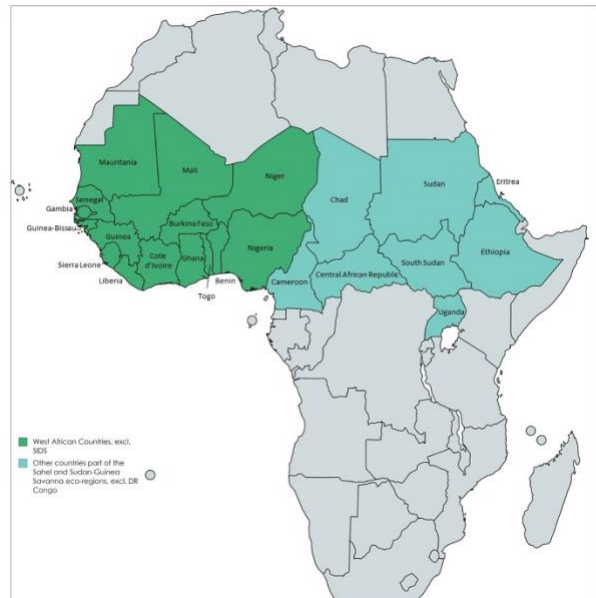 Mauritania
Mali
Niger
Chad
Sudan
Eritrea
Senegal
Gambia
Guinea-Bissau
Guinea
Burkina Faso
Nigeria
Ethiopia
Sierra Leone
Cote
d'Ivoire
Ghana
South Sudan
Central African Republic
Cameroon
Liberia
Benin
Togo
Uganda
West African Countries, excl.
SIDS
Other countries part of the
Sahel and Sudan-Guinea
Savanna eco-regions, excl. DR
Congo